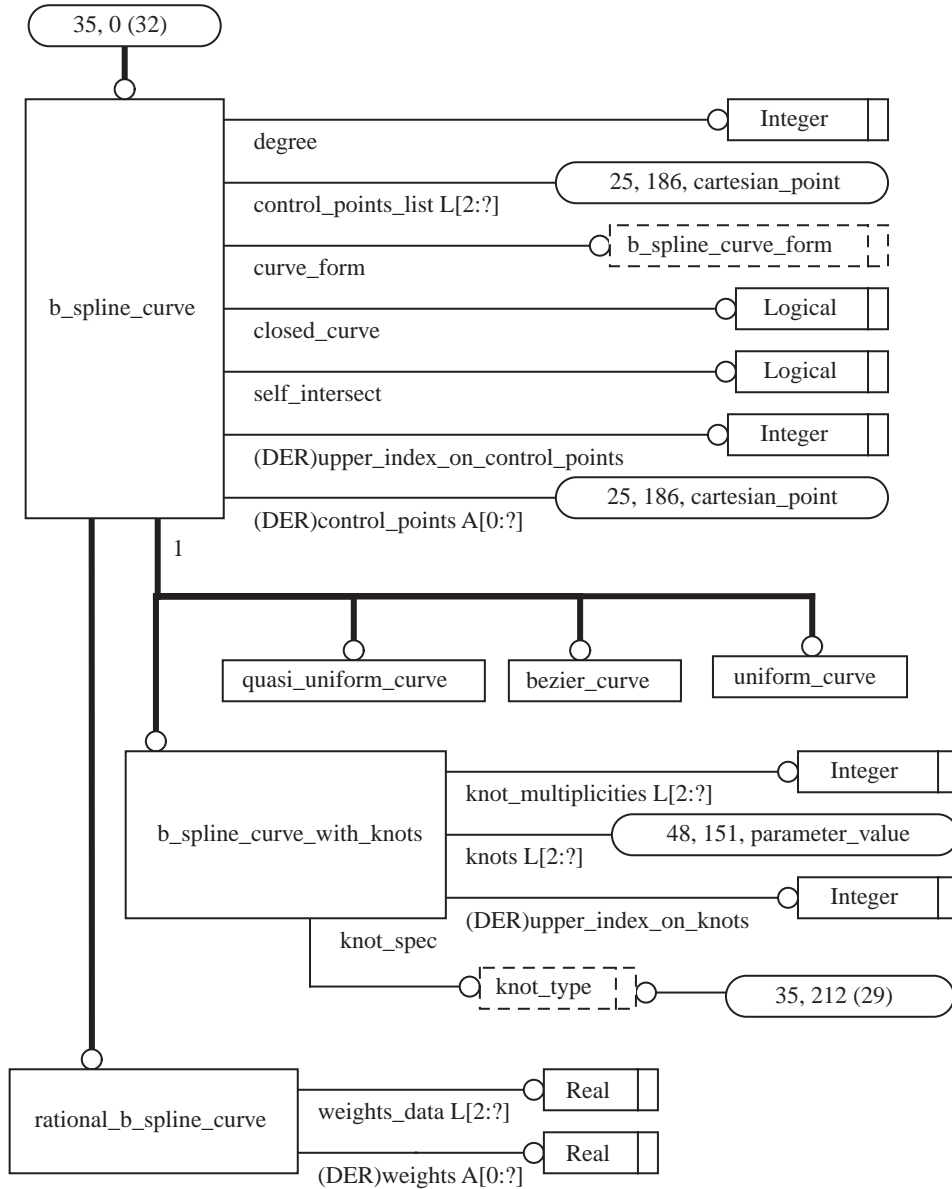 35, 0 (32)
Integer
degree
25, 186, cartesian_point
control_points_list L[2:?]
b_spline_curve_form
curve_form
b_spline_curve
Logical
closed_curve
Logical
self_intersect
Integer
(DER)upper_index_on_control_points
25, 186, cartesian_point
(DER)control_points A[0:?]
1
quasi_uniform_curve
bezier_curve
uniform_curve
Integer
knot_multiplicities L[2:?]
b_spline_curve_with_knots
48, 151, parameter_value
knots L[2:?]
Integer
(DER)upper_index_on_knots
knot_spec
knot_type
35, 212 (29)
Real
weights_data L[2:?]
rational_b_spline_curve
Real
(DER)weights A[0:?]